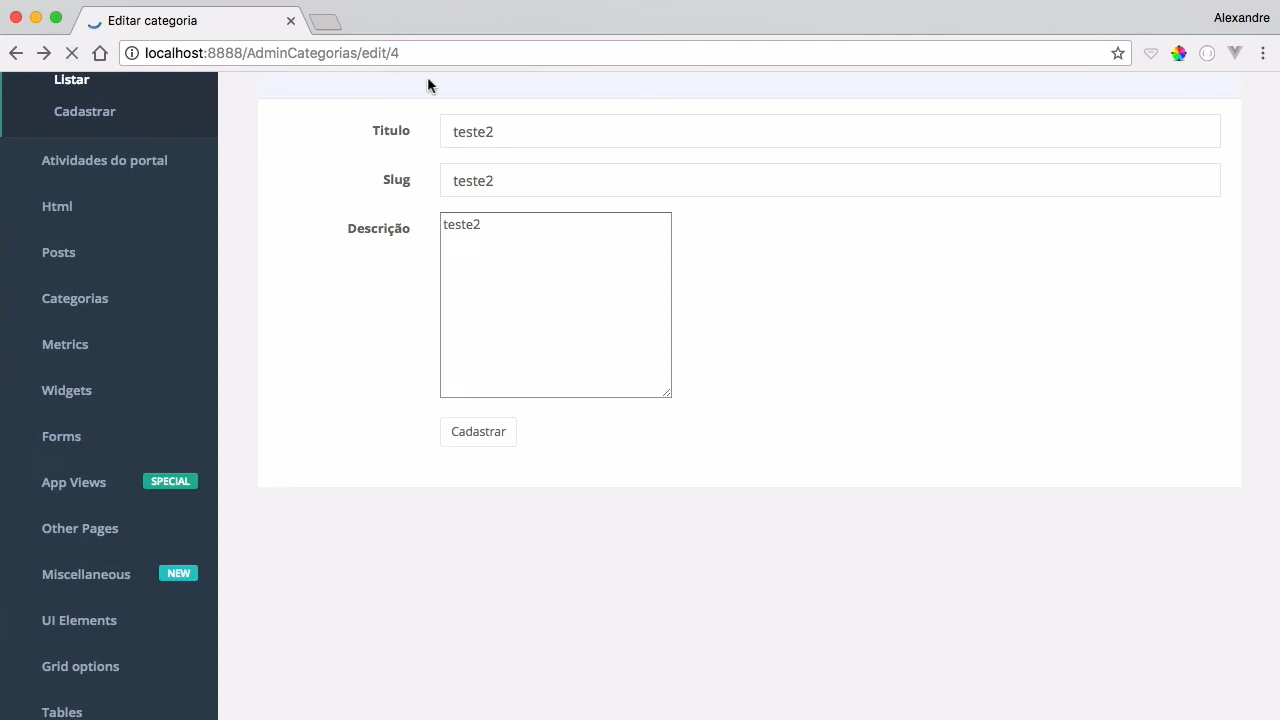 Editar categoria
Alexandre
localhost:8888/AdminCategorias/edit/4
Listar
Cadastrar
Atividades do portal
Html
Posts
Categorias
Metrics
Widgets
Forms
App Views SPECIAL
Other Pages
Miscellaneous NEW
UI Elements
Grid options
Tables
Titulo teste2
Slug teste2
Descrição teste2
Cadastrar